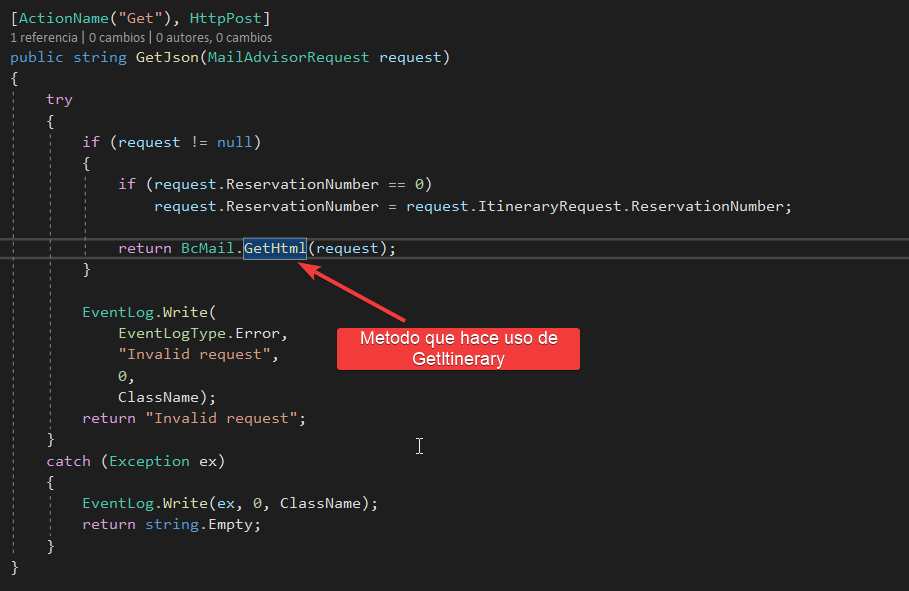 [ActionName("Get"), HttpPost]
1 referencia | 0 cambios | 0 autores, 0 cambios
public string GetJson(MailAdvisorRequest request)
{
try
{
if (request != null)
{
if (request.ReservationNumber == 0)
request.ReservationNumber = request.ItineraryRequest.ReservationNumber;
return BcMail.GetHtml(request);
}
EventLog.Write(
EventLogType.Error,
"Invalid request",
0,
ClassName);
return "Invalid request";
}
catch (Exception ex)
{
EventLog.Write(ex, 0, ClassName);
return string.Empty;
}
}
Metodo que hace uso de
GetItinerary